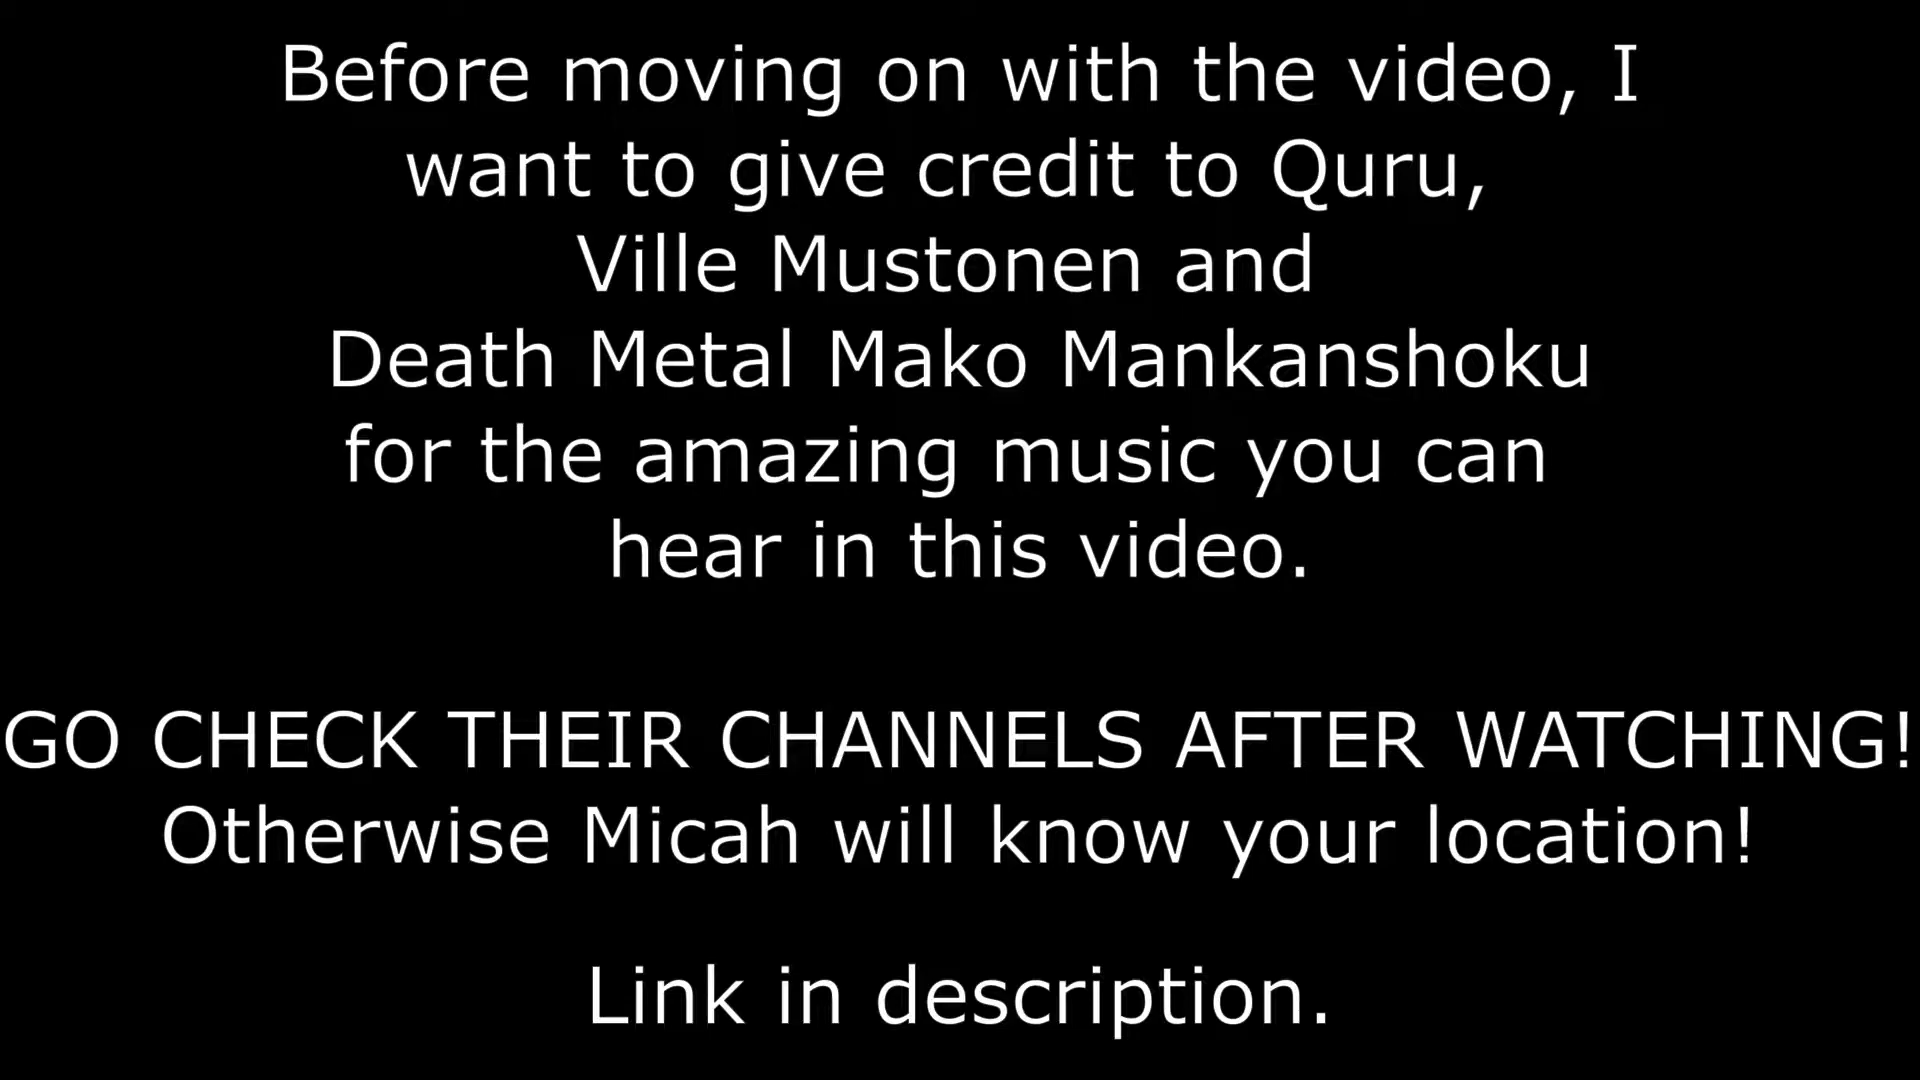 Before moving on with the video, I
want to give credit to Quru,
Ville Mustonen and
Death Metal Mako Mankanshoku
for the amazing music you can
hear in this video.
GO CHECK THEIR CHANNELS AFTER WATCHING!
Otherwise Micah will know your location!
Link in description.